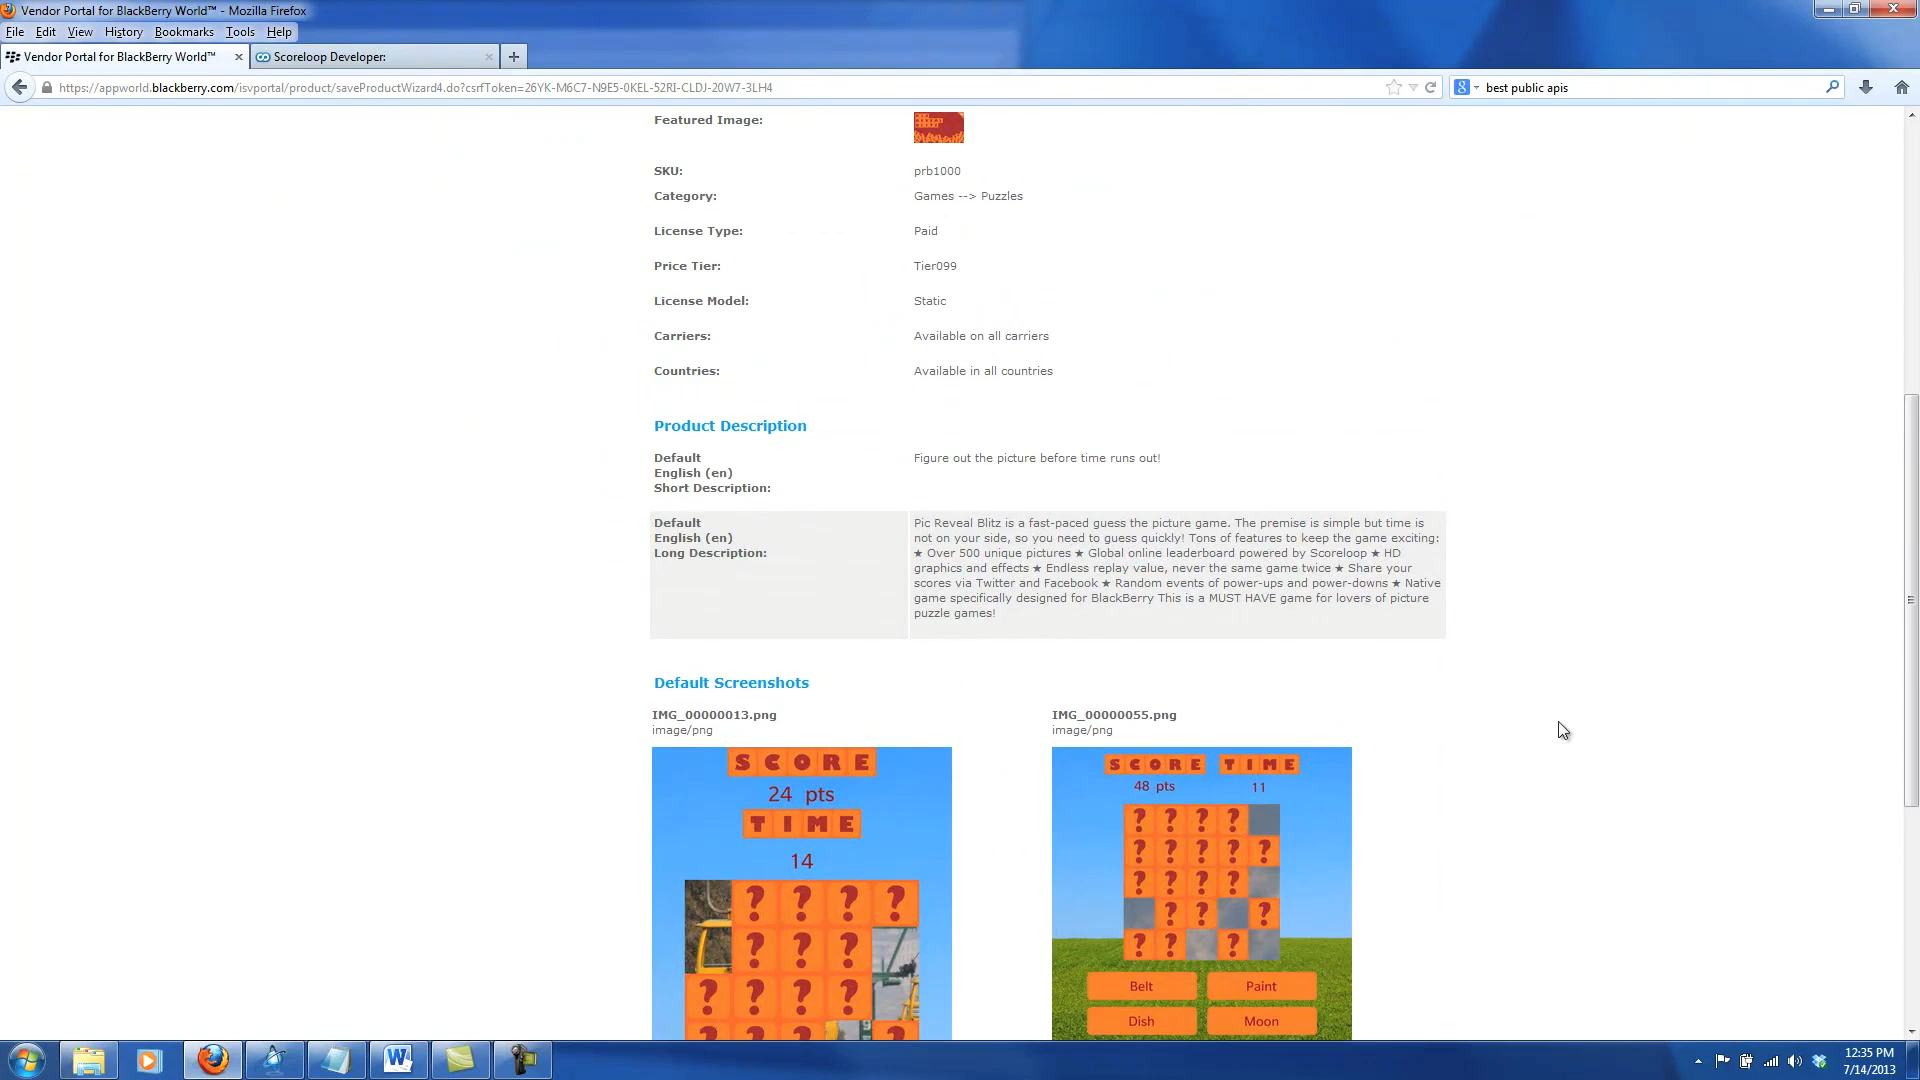 Vendor Portal for BlackBerry World™ - Mozilla Firefox
File Edit View History Bookmarks Tools Help
Vendor Portal for BlackBerry World™ × Scoreloop Developer: × +
https://appworld.blackberry.com/isvportal/product/saveProductWizard4.do?csrfToken=26YK-M6C7-N9E5-0KEL-52RI-CLDJ-20W7-3LH4
8 best public apis
Featured Image:
SKU: prb1000
Category: Games --> Puzzles
License Type: Paid
Price Tier: Tier099
License Model: Static
Carriers: Available on all carriers
Countries: Available in all countries
Product Description
Default Figure out the picture before time runs out!
English (en)
Short Description:
Default
English (en)
Long Description:
Pic Reveal Blitz is a fast-paced guess the picture game. The premise is simple but time is
not on your side, so you need to guess quickly! Tons of features to keep the game exciting:
★ Over 500 unique pictures ★ Global online leaderboard powered by Scoreloop ★ HD
graphics and effects ★ Endless replay value, never the same game twice ★ Share your
scores via Twitter and Facebook ★ Random events of power-ups and power-downs ★ Native
game specifically designed for BlackBerry This is a MUST HAVE game for lovers of picture
puzzle games!
Default Screenshots
IMG_00000013.png
image/png
SCORE
24 pts
TIME
14
? ? ? ?
? ? ?
? ? ? ?
? ? ? 9 ?
IMG_00000055.png
image/png
SCORE TIME
48 pts 11
? ? ? ?
? ? ? ? ?
? ? ? ?
? ? ?
? ? ?
Belt Paint
Dish Moon
W
12:35 PM
7/14/2013